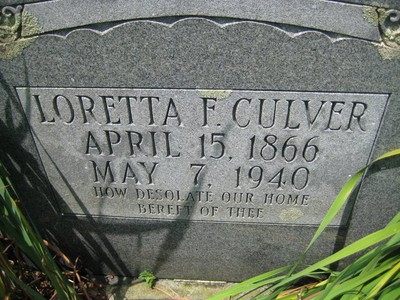 LORETTA F. CULVER
APRIL 15, 1866
MAY 7, 1940
HOW DESOLATE OUR HOME
BEREFT OF THEE